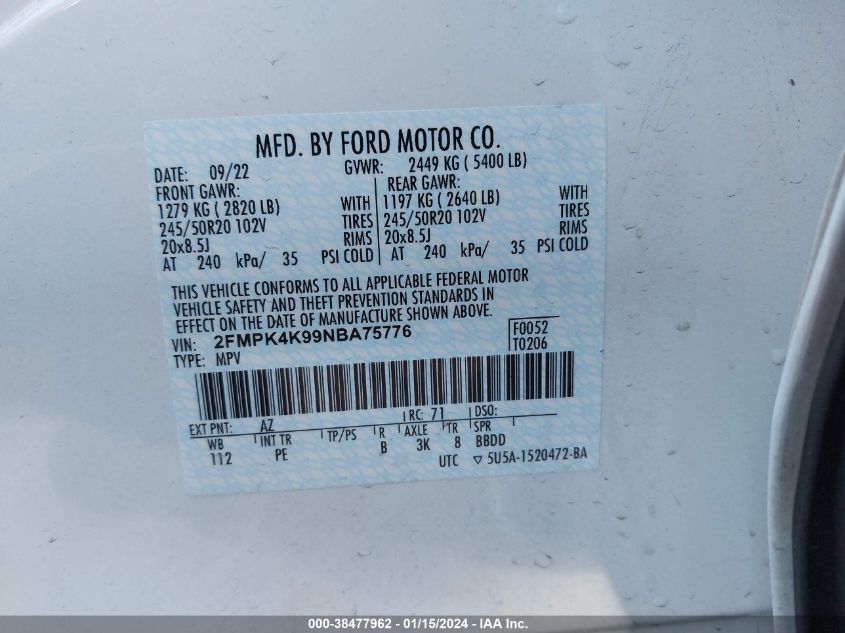 MFD. BY FORD MOTOR CO.
DATE: 09/22 GVWR: 2449 KG ( 5400 LB)
FRONT GAWR: REAR GAWR:
1279 KG ( 2820 LB) WITH 1197 KG ( 2640 LB) WITH
245/50R20 102V TIRES 245/50R20 102V TIRES
20x8.5J RIMS 20x8.5J RIMS
AT 240 kPa/ 35 PSI COLD AT 240 kPa/ 35 PSI COLD
THIS VEHICLE CONFORMS TO ALL APPLICABLE FEDERAL MOTOR
VEHICLE SAFETY AND THEFT PREVENTION STANDARDS IN
EFFECT ON THE DATE OF MANUFACTURE SHOWN ABOVE.
VIN: 2FMPK4K99NBA75776 F0052
TYPE: MPV T0206
EXT PNT: AZ RC: 71 DSO:
WB INT TR TP/PS R AXLE TR SPR
112 PE B 3K 8 BBDD
UTC ▽ 5U5A-1520472-BA
000-38477962 - 01/15/2024 - IAA Inc.